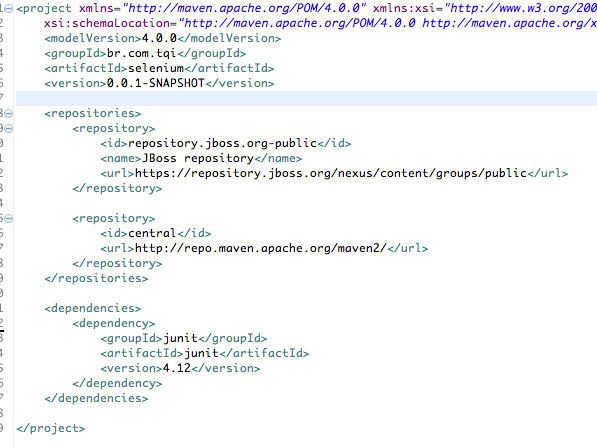 <project xmlns="http://maven.apache.org/POM/4.0.0" xmlns:xsi="http://www.w3.org/200
xsi:schemaLocation="http://maven.apache.org/POM/4.0.0 http://maven.apache.org/x
<modelVersion>4.0.0</modelVersion>
<groupId>br.com.tqi</groupId>
<artifactId>selenium</artifactId>
<version>0.0.1-SNAPSHOT</version>
<repositories>
<repository>
<id>repository.jboss.org-public</id>
<name>JBoss repository</name>
<url>https://repository.jboss.org/nexus/content/groups/public</url>
</repository>
<repository>
<id>central</id>
<url>http://repo.maven.apache.org/maven2/</url>
</repository>
</repositories>
<dependencies>
<dependency>
<groupId>junit</groupId>
<artifactId>junit</artifactId>
<version>4.12</version>
</dependency>
</dependencies>
</project>